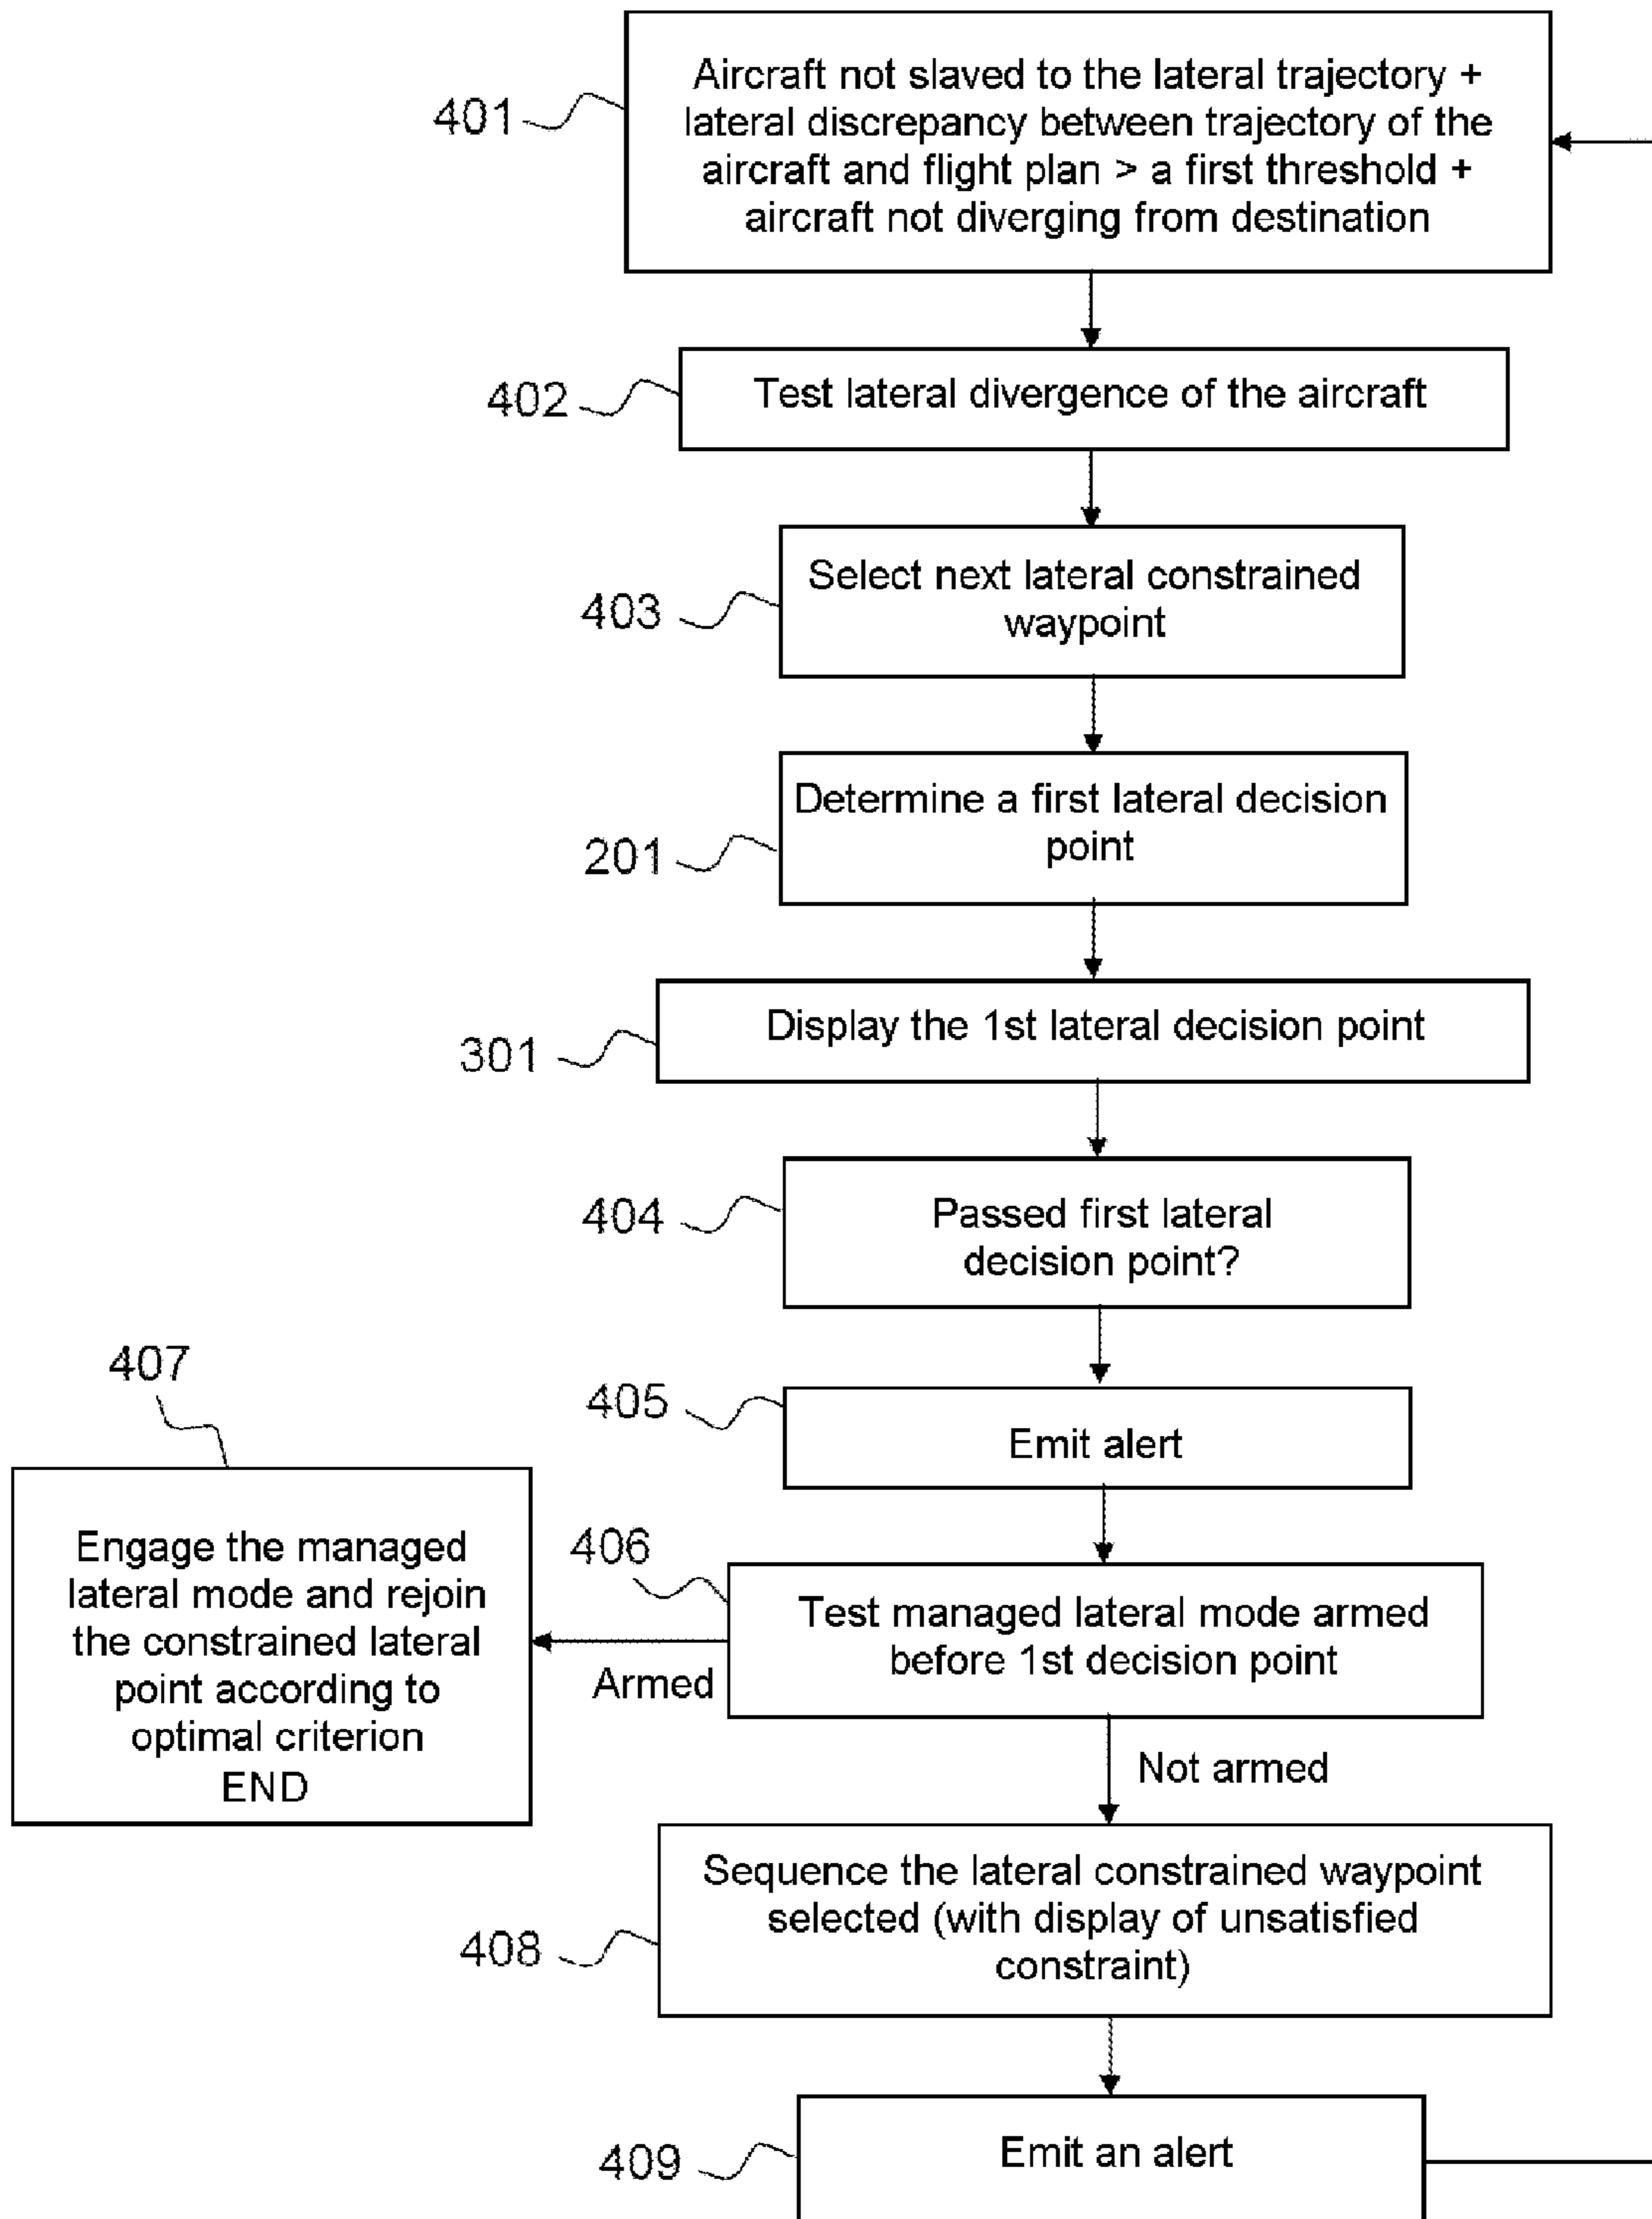 401
Aircraft not slaved to the lateral trajectory +
lateral discrepancy between trajectory of the
aircraft and flight plan > a first threshold +
aircraft not diverging from destination
402
Test lateral divergence of the aircraft
403
Select next lateral constrained
waypoint
201
Determine a first lateral decision
point
301
Display the 1st lateral decision point
404
Passed first lateral
decision point?
405
Emit alert
406
Test managed lateral mode armed
before 1st decision point
Armed
407
Engage the managed
lateral mode and rejoin
the constrained lateral
point according to
optimal criterion
END
Not armed
408
Sequence the lateral constrained waypoint
selected (with display of unsatisfied
constraint)
409
Emit an alert